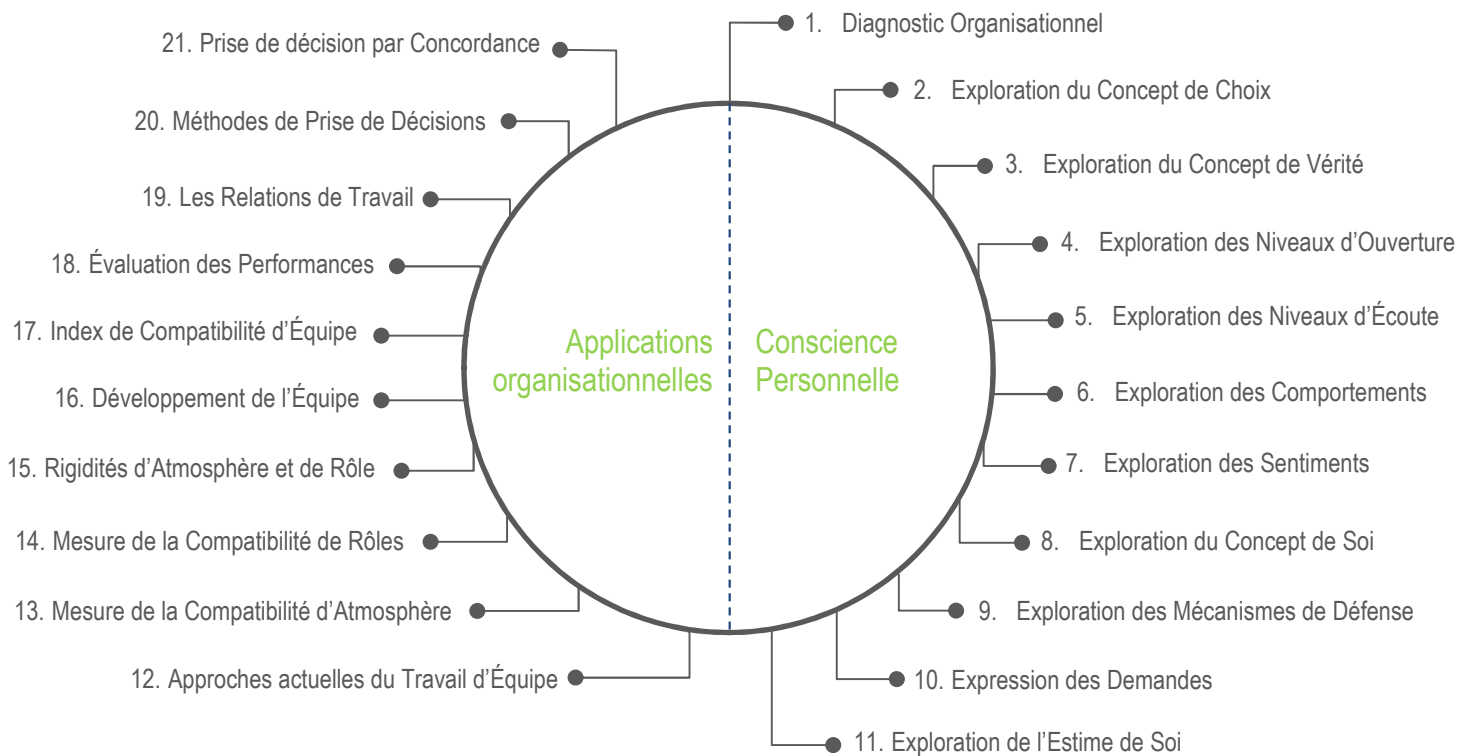 1. Diagnostic Organisationnel
2. Exploration du Concept de Choix
3. Exploration du Concept de Vérité
4. Exploration des Niveaux d’Ouverture
5. Exploration des Niveaux d’Écoute
6. Exploration des Comportements
7. Exploration des Sentiments
8. Exploration du Concept de Soi
9. Exploration des Mécanismes de Défense
10. Expression des Demandes
11. Exploration de l’Estime de Soi
12. Approches actuelles du Travail d’Équipe
13. Mesure de la Compatibilité d’Atmosphère
14. Mesure de la Compatibilité de Rôles
15. Rigidités d’Atmosphère et de Rôle
16. Développement de l’Équipe
17. Index de Compatibilité d’Équipe
18. Évaluation des Performances
19. Les Relations de Travail
20. Méthodes de Prise de Décisions
21. Prise de décision par Concordance
Applications
organisationnelles
Conscience
Personnelle